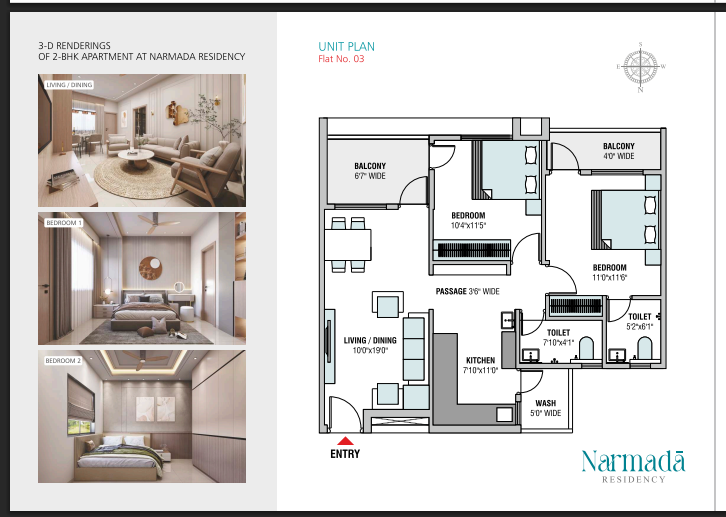 3-D RENDERINGS
OF 2-BHK APARTMENT AT NARMADA RESIDENCY
LIVING / DINING
BEDROOM 1
BEDROOM 2
UNIT PLAN
Flat No. 03
S
E
W
N
BALCONY
6'7" WIDE
BALCONY
4'0" WIDE
BEDROOM
10'4"x11'5"
BEDROOM
11'0"x11'6"
PASSAGE 3'6" WIDE
TOILET
5'2"x6'1"
TOILET
7'10"x4'1"
LIVING / DINING
10'0"x19'0"
KITCHEN
7'10"x11'0"
WASH
5'0" WIDE
ENTRY
Narmadā
RESIDENCY